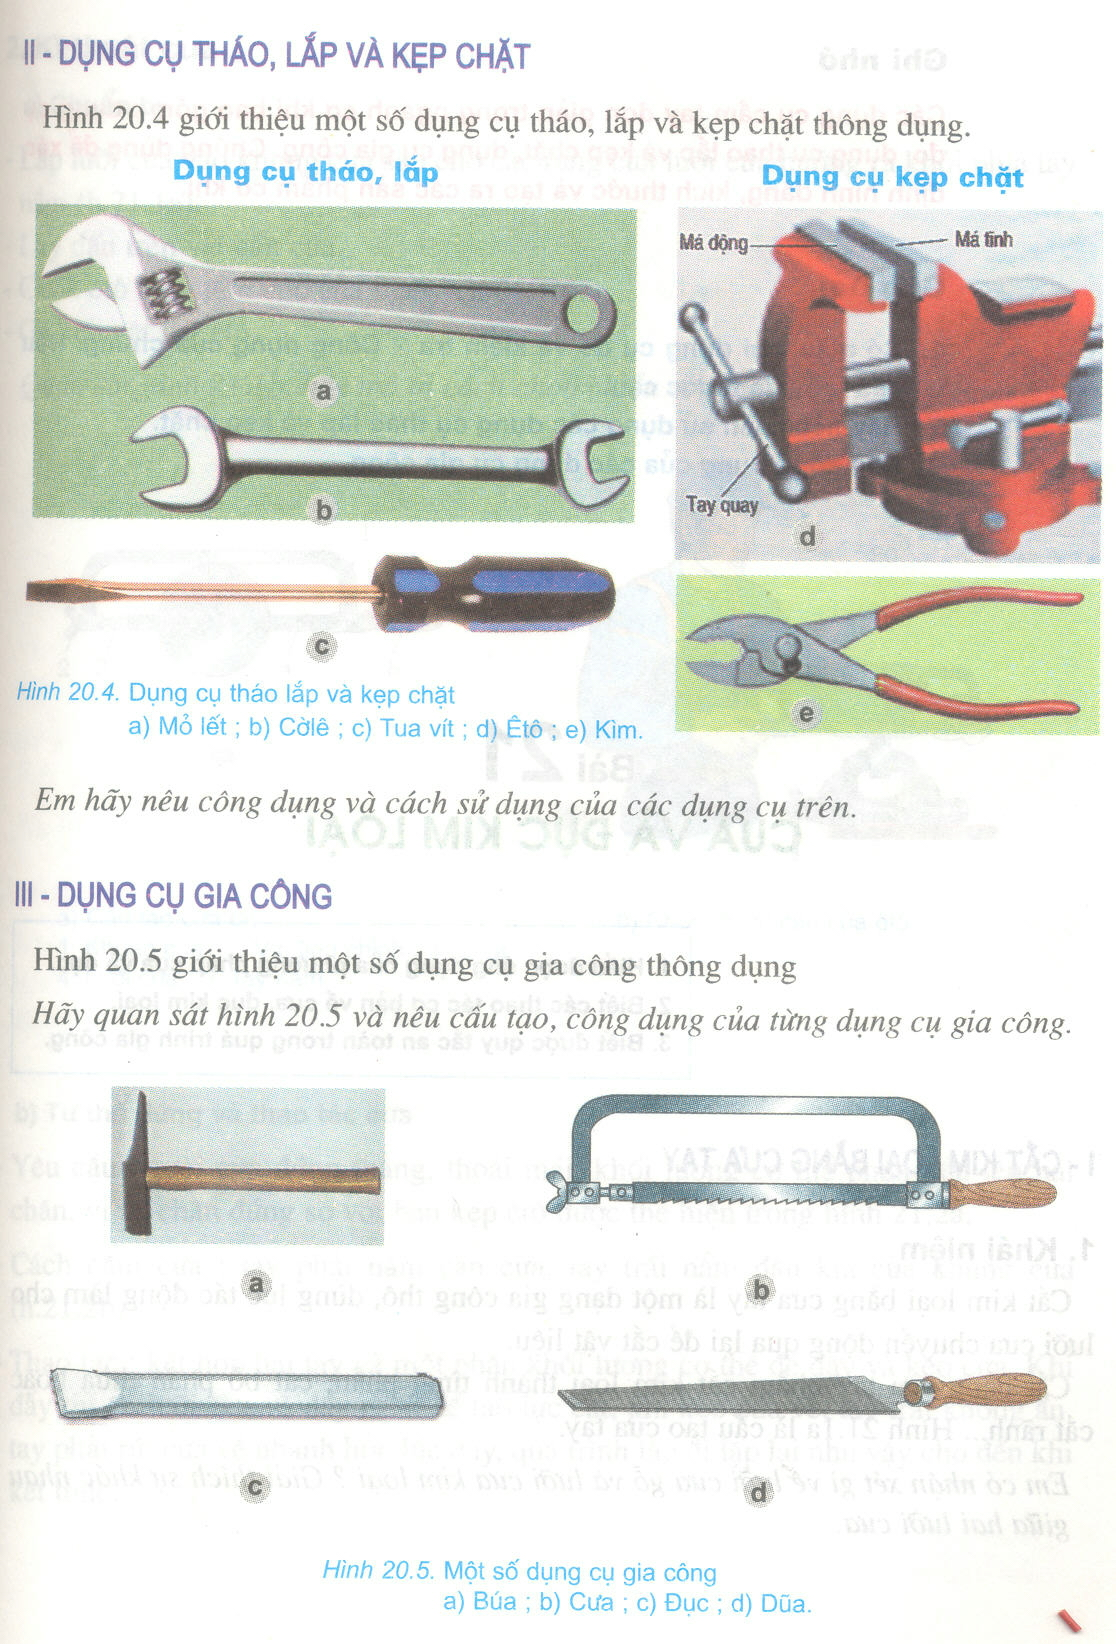 II - DỤNG CỤ THÁO, LẮP VÀ KẸP CHẶT
Hình 20.4 giới thiệu một số dụng cụ tháo, lắp và kẹp chặt thông dụng.
Dụng cụ tháo, lắp
Dụng cụ kẹp chặt
Má động
Má tĩnh
a
b
Tay quay
d
c
e
Hình 20.4. Dụng cụ tháo lắp và kẹp chặt
a) Mỏ lết ; b) Cờlê ; c) Tua vít ; d) Êtô ; e) Kìm.
Em hãy nêu công dụng và cách sử dụng của các dụng cụ trên.
III - DỤNG CỤ GIA CÔNG
Hình 20.5 giới thiệu một số dụng cụ gia công thông dụng
Hãy quan sát hình 20.5 và nêu cấu tạo, công dụng của từng dụng cụ gia công.
a
b
c
d
Hình 20.5. Một số dụng cụ gia công
a) Búa ; b) Cưa ; c) Đục ; d) Dũa.